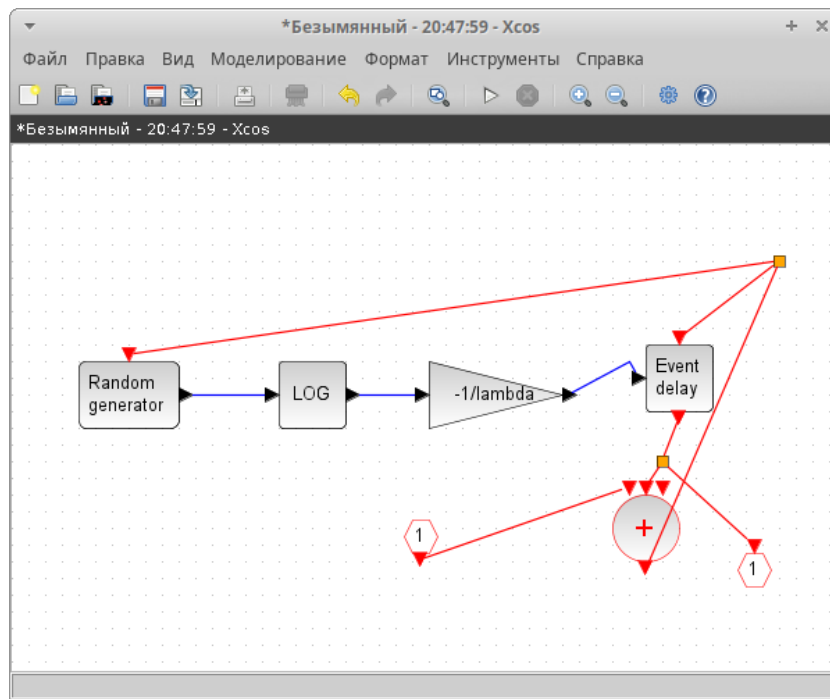 *Безымянный - 20:47:59 - Xcos
Файл Правка Вид Моделирование Формат Инструменты Справка
*Безымянный - 20:47:59 - Xcos
Random
generator
LOG
-1/lambda
Event
delay
1
+
1